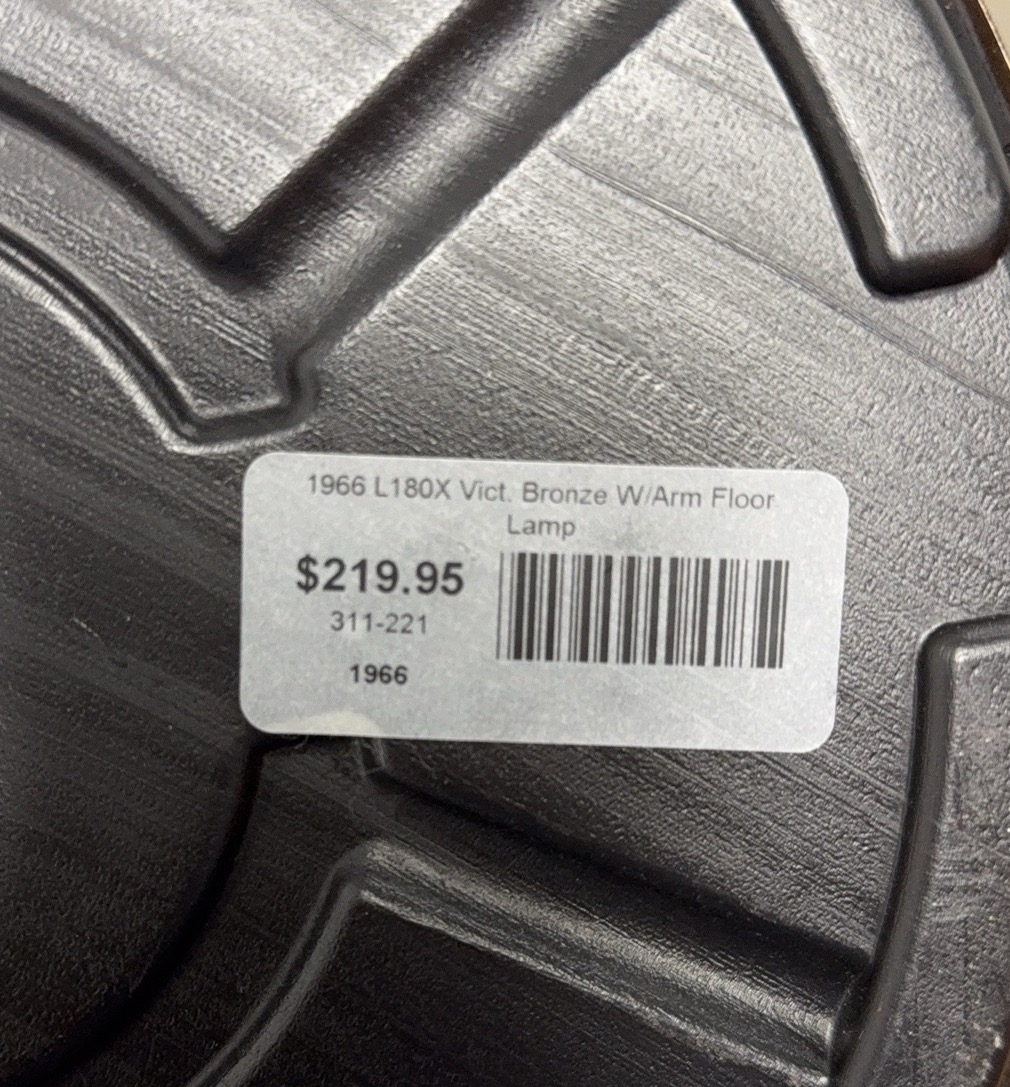 1966 L180X Vict. Bronze W/Arm Floor
Lamp
$219.95
311-221
1966